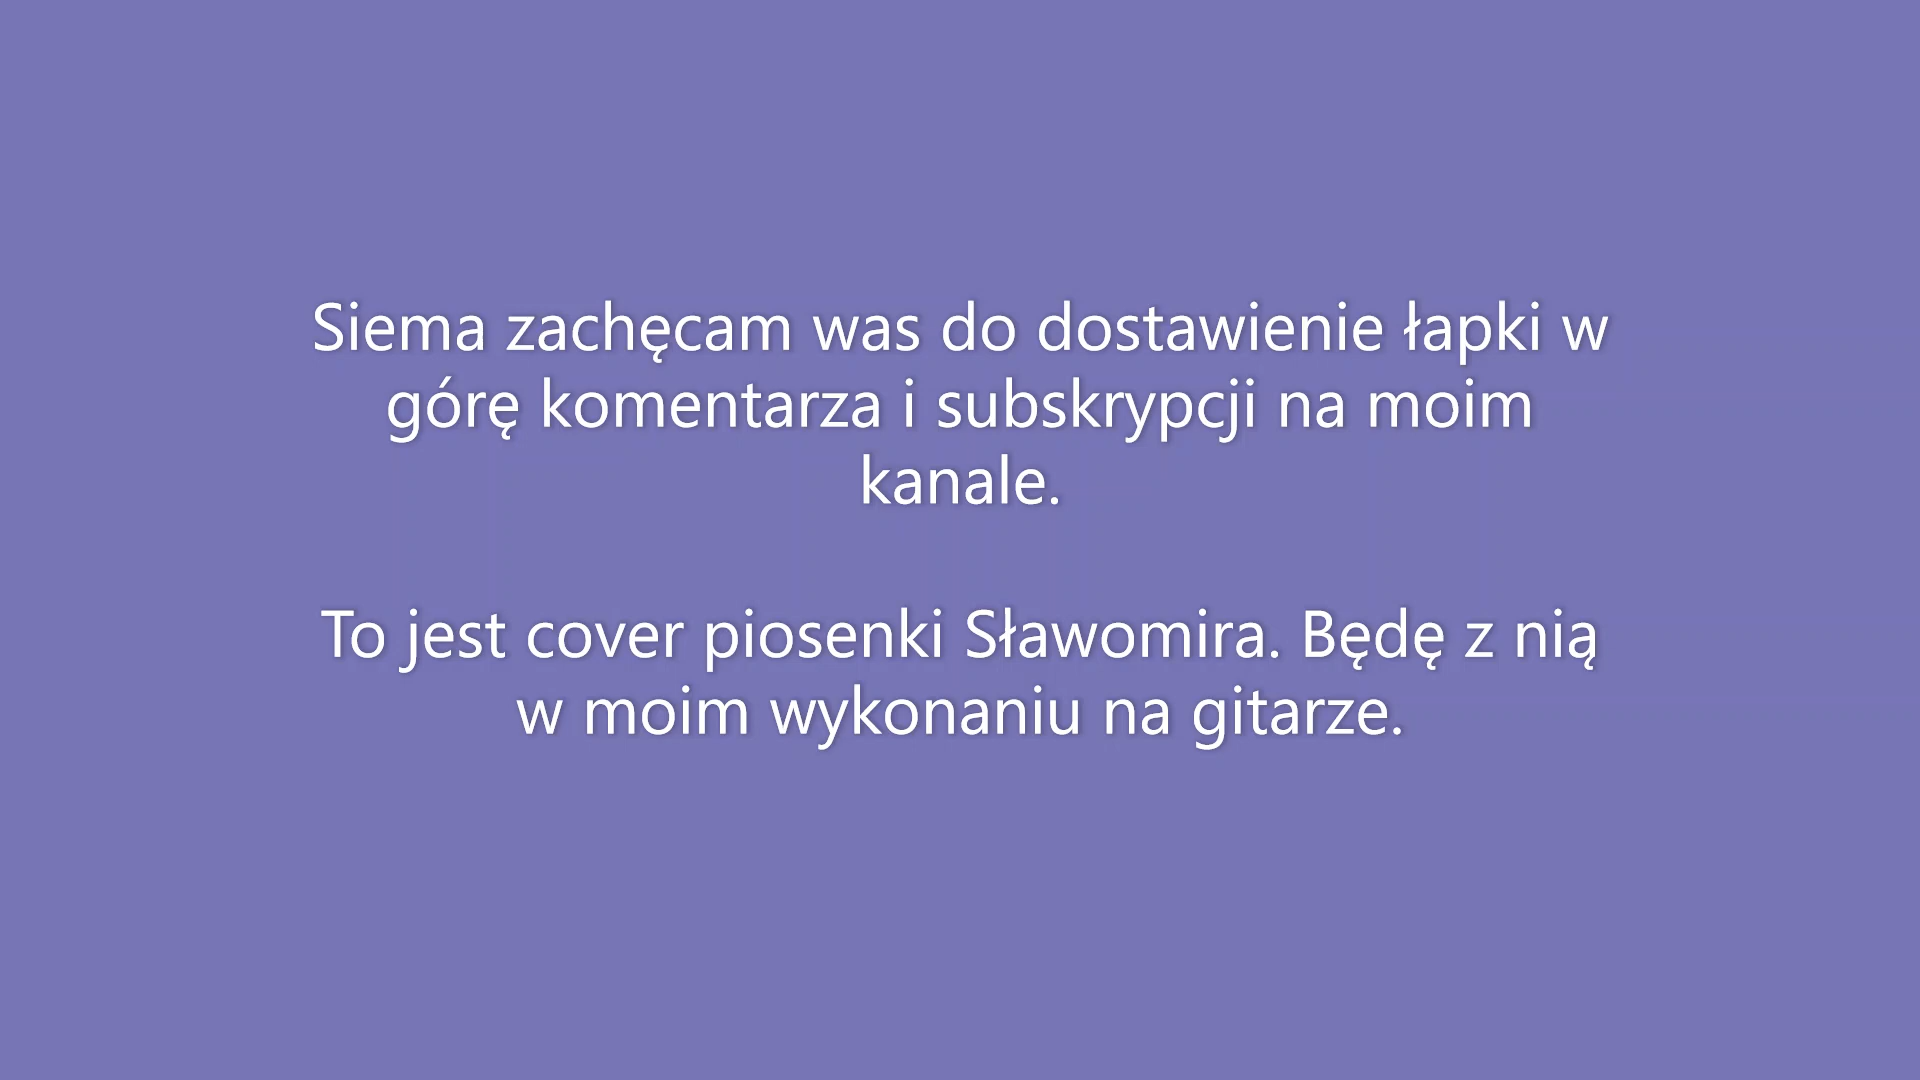 Siema zachęcam was do dostawienie łapki w
górę komentarza i subskrypcji na moim
kanale.
To jest cover piosenki Sławomira. Będę z nią
w moim wykonaniu na gitarze.